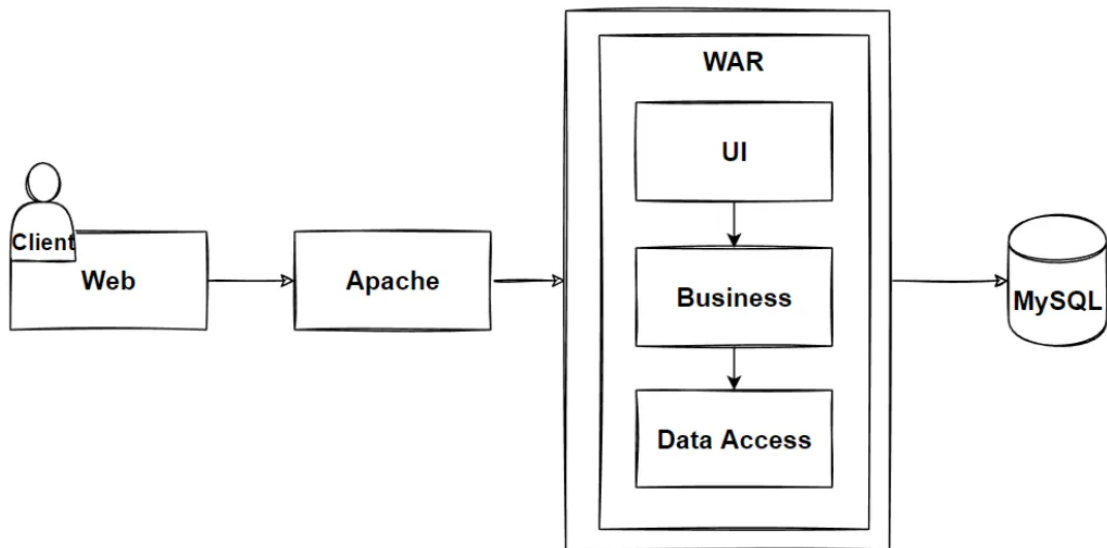 Client
Web
Apache
WAR
UI
Business
Data Access
MySQL